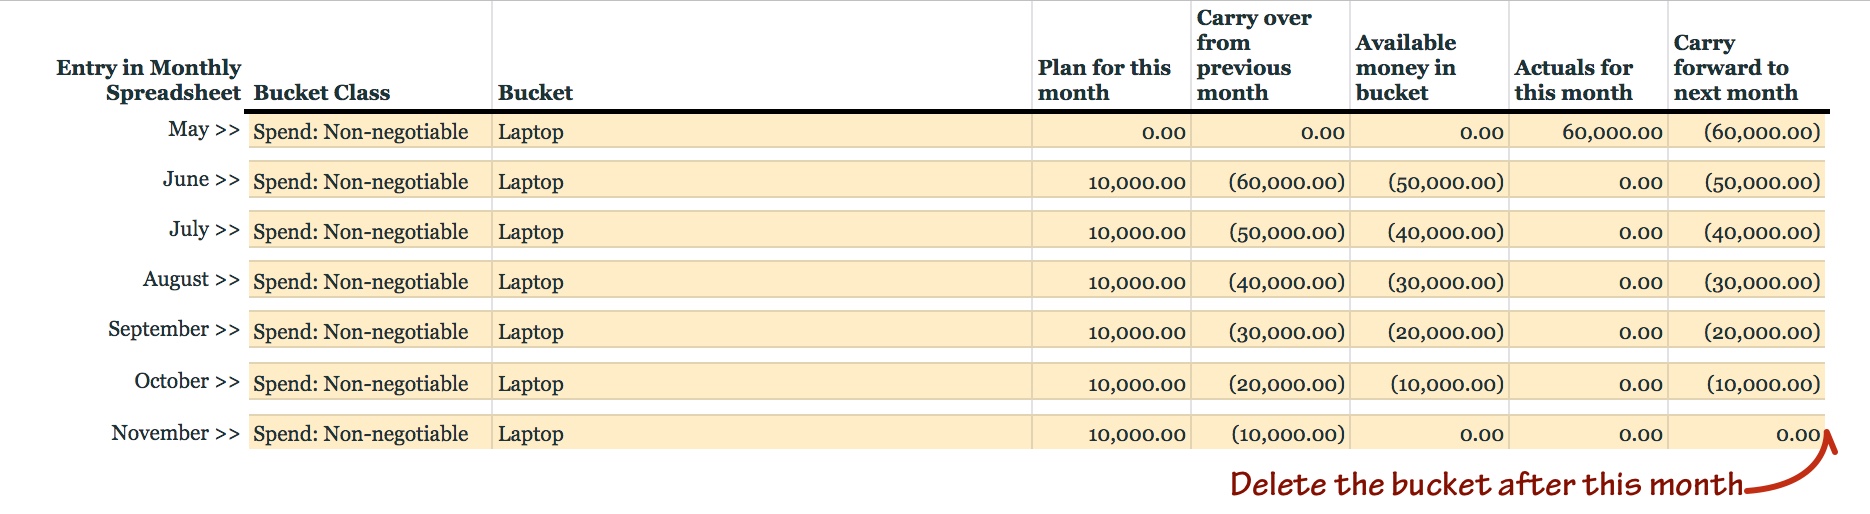 Entry in Monthly Spreadsheet Bucket Class Bucket Plan for this month Carry over from previous month Available money in bucket Actuals for this month Carry forward to next month
May >> Spend: Non-negotiable Laptop 0.00 0.00 0.00 60,000.00 (60,000.00)
June >> Spend: Non-negotiable Laptop 10,000.00 (60,000.00) (50,000.00) 0.00 (50,000.00)
July >> Spend: Non-negotiable Laptop 10,000.00 (50,000.00) (40,000.00) 0.00 (40,000.00)
August >> Spend: Non-negotiable Laptop 10,000.00 (40,000.00) (30,000.00) 0.00 (30,000.00)
September >> Spend: Non-negotiable Laptop 10,000.00 (30,000.00) (20,000.00) 0.00 (20,000.00)
October >> Spend: Non-negotiable Laptop 10,000.00 (20,000.00) (10,000.00) 0.00 (10,000.00)
November >> Spend: Non-negotiable Laptop 10,000.00 (10,000.00) 0.00 0.00 0.00
Delete the bucket after this month